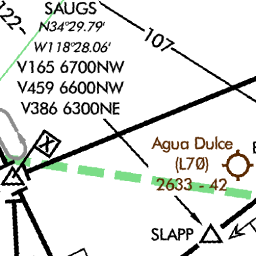 122
SAUGS
N34°29.79'
W118°28.06'
V165 6700NW
V459 6600NW
V386 6300NE
107
X
Agua Dulce
(L70)
2633 - 42
SLAPP